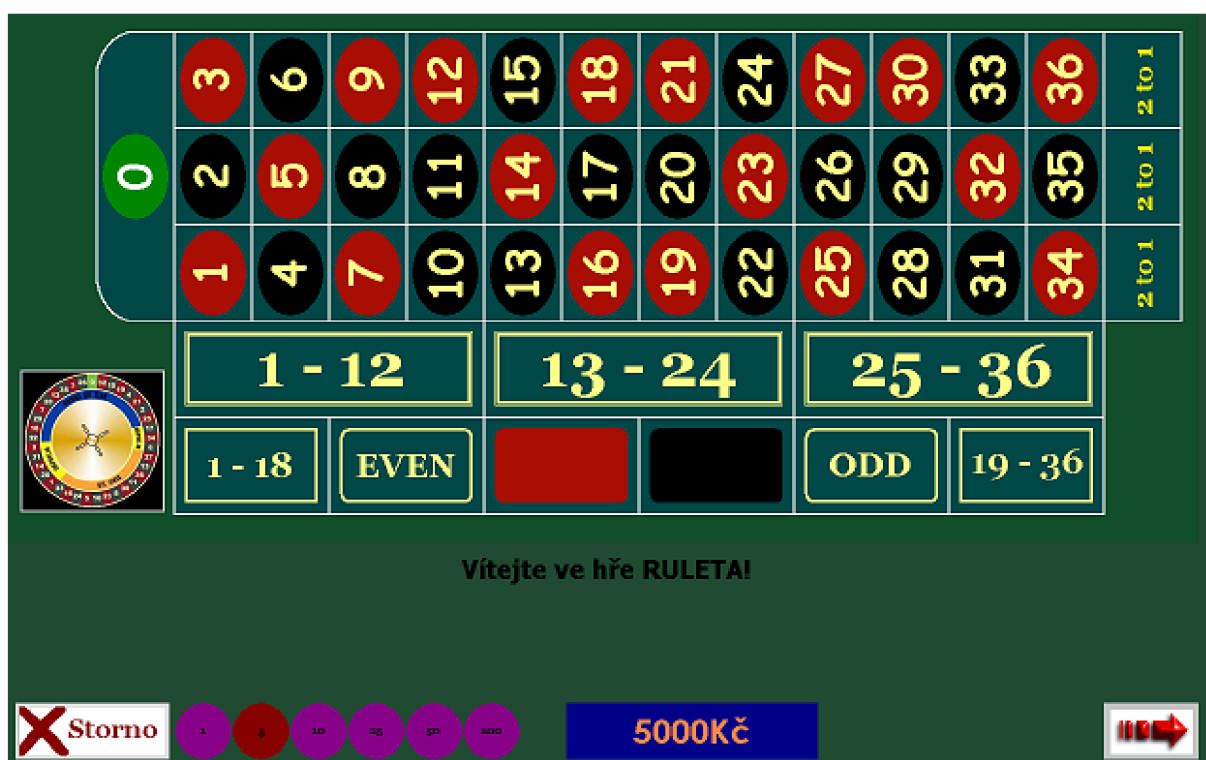 3 6 9 12 15 18 21 24 27 30 33 36 2 to 1
0 2 5 8 11 14 17 20 23 26 29 32 35 2 to 1
1 4 7 10 13 16 19 22 25 28 31 34 2 to 1
1 - 12 13 - 24 25 - 36
1 - 18 EVEN ODD 19 - 36
Vítejte ve hře RULETA!
Storno 1 5 10 25 50 100 5000Kč